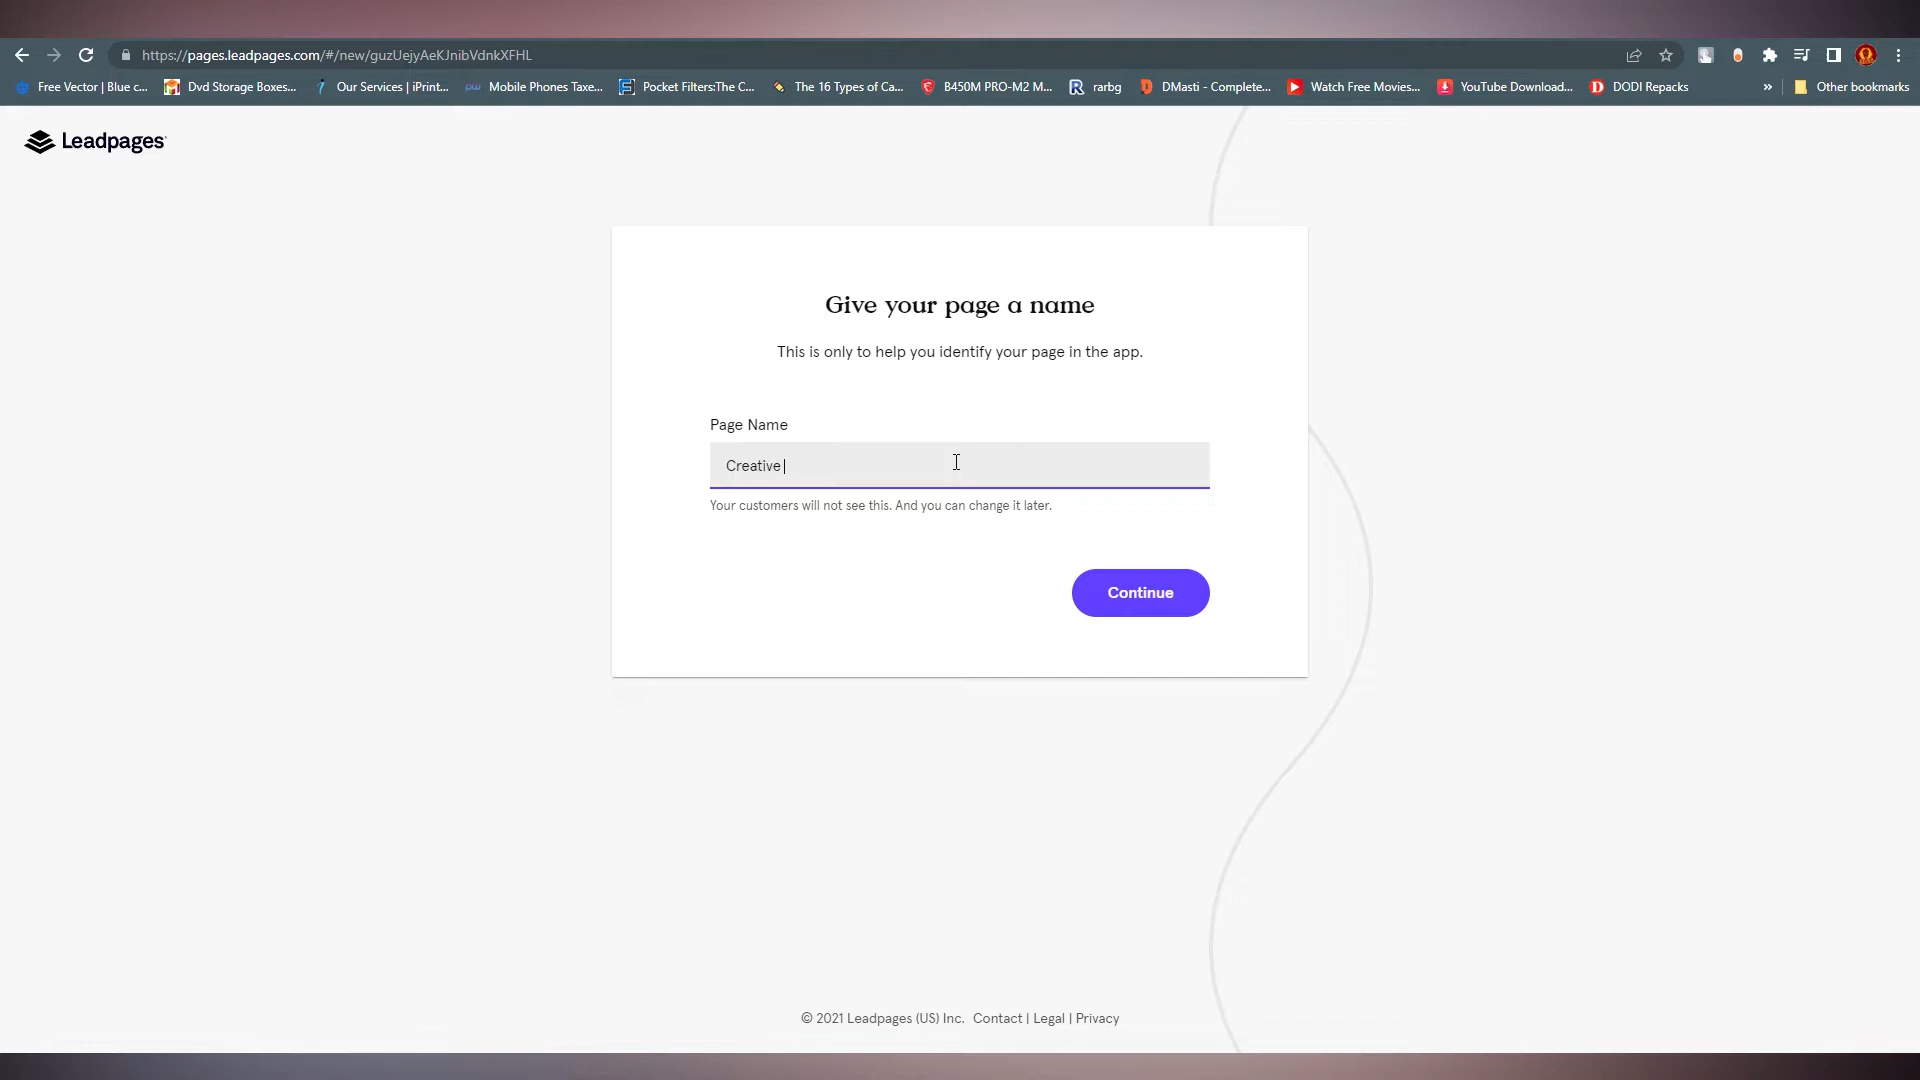 https://pages.leadpages.com/#/new/guzUejyAeKJnibVdnkXFHL
Free Vector | Blue c... Dvd Storage Boxes... Our Services | iPrint... Mobile Phones Taxe... Pocket Filters:The C... The 16 Types of Ca... B450M PRO-M2 M... rarbg DMasti - Complete... Watch Free Movies... YouTube Download... DODI Repacks » Other bookmarks
Leadpages
Give your page a name
This is only to help you identify your page in the app.
Page Name
Creative
Your customers will not see this. And you can change it later.
Continue
© 2021 Leadpages (US) Inc. Contact | Legal | Privacy